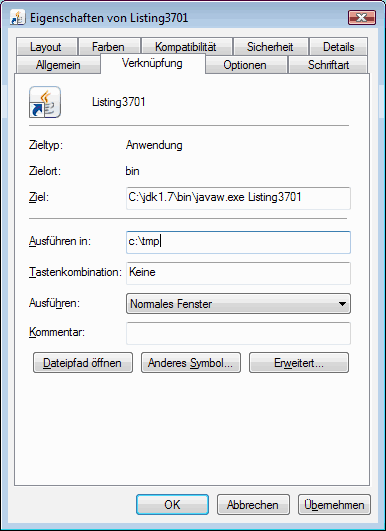 Eigenschaften von Listing3701
Layout Farben Kompatibilität Sicherheit Details
Allgemein Verknüpfung Optionen Schriftart
Listing3701
Zieltyp: Anwendung
Zielort: bin
Ziel: C:\jdk1.7\bin\javaw.exe Listing3701
Ausführen in: c:\tmp
Tastenkombination: Keine
Ausführen: Normales Fenster
Kommentar:
Dateipfad öffnen Anderes Symbol... Erweitert...
OK Abbrechen Übernehmen